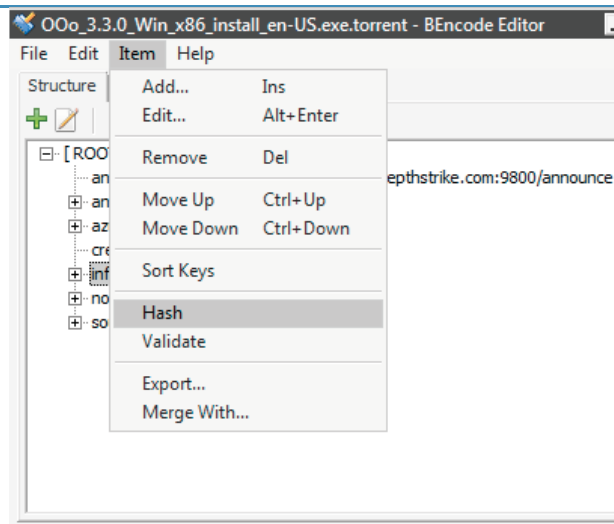 OOo_3.3.0_Win_x86_install_en-US.exe.torrent - BEncode Editor
File Edit Item Help
Structure
Add... Ins
Edit... Alt+Enter
[ROO
Remove Del
an
epthstrike.com:9800/announce
an
Move Up Ctrl+Up
az
Move Down Ctrl+Down
cre
inf
Sort Keys
no
Hash
so
Validate
Export...
Merge With...